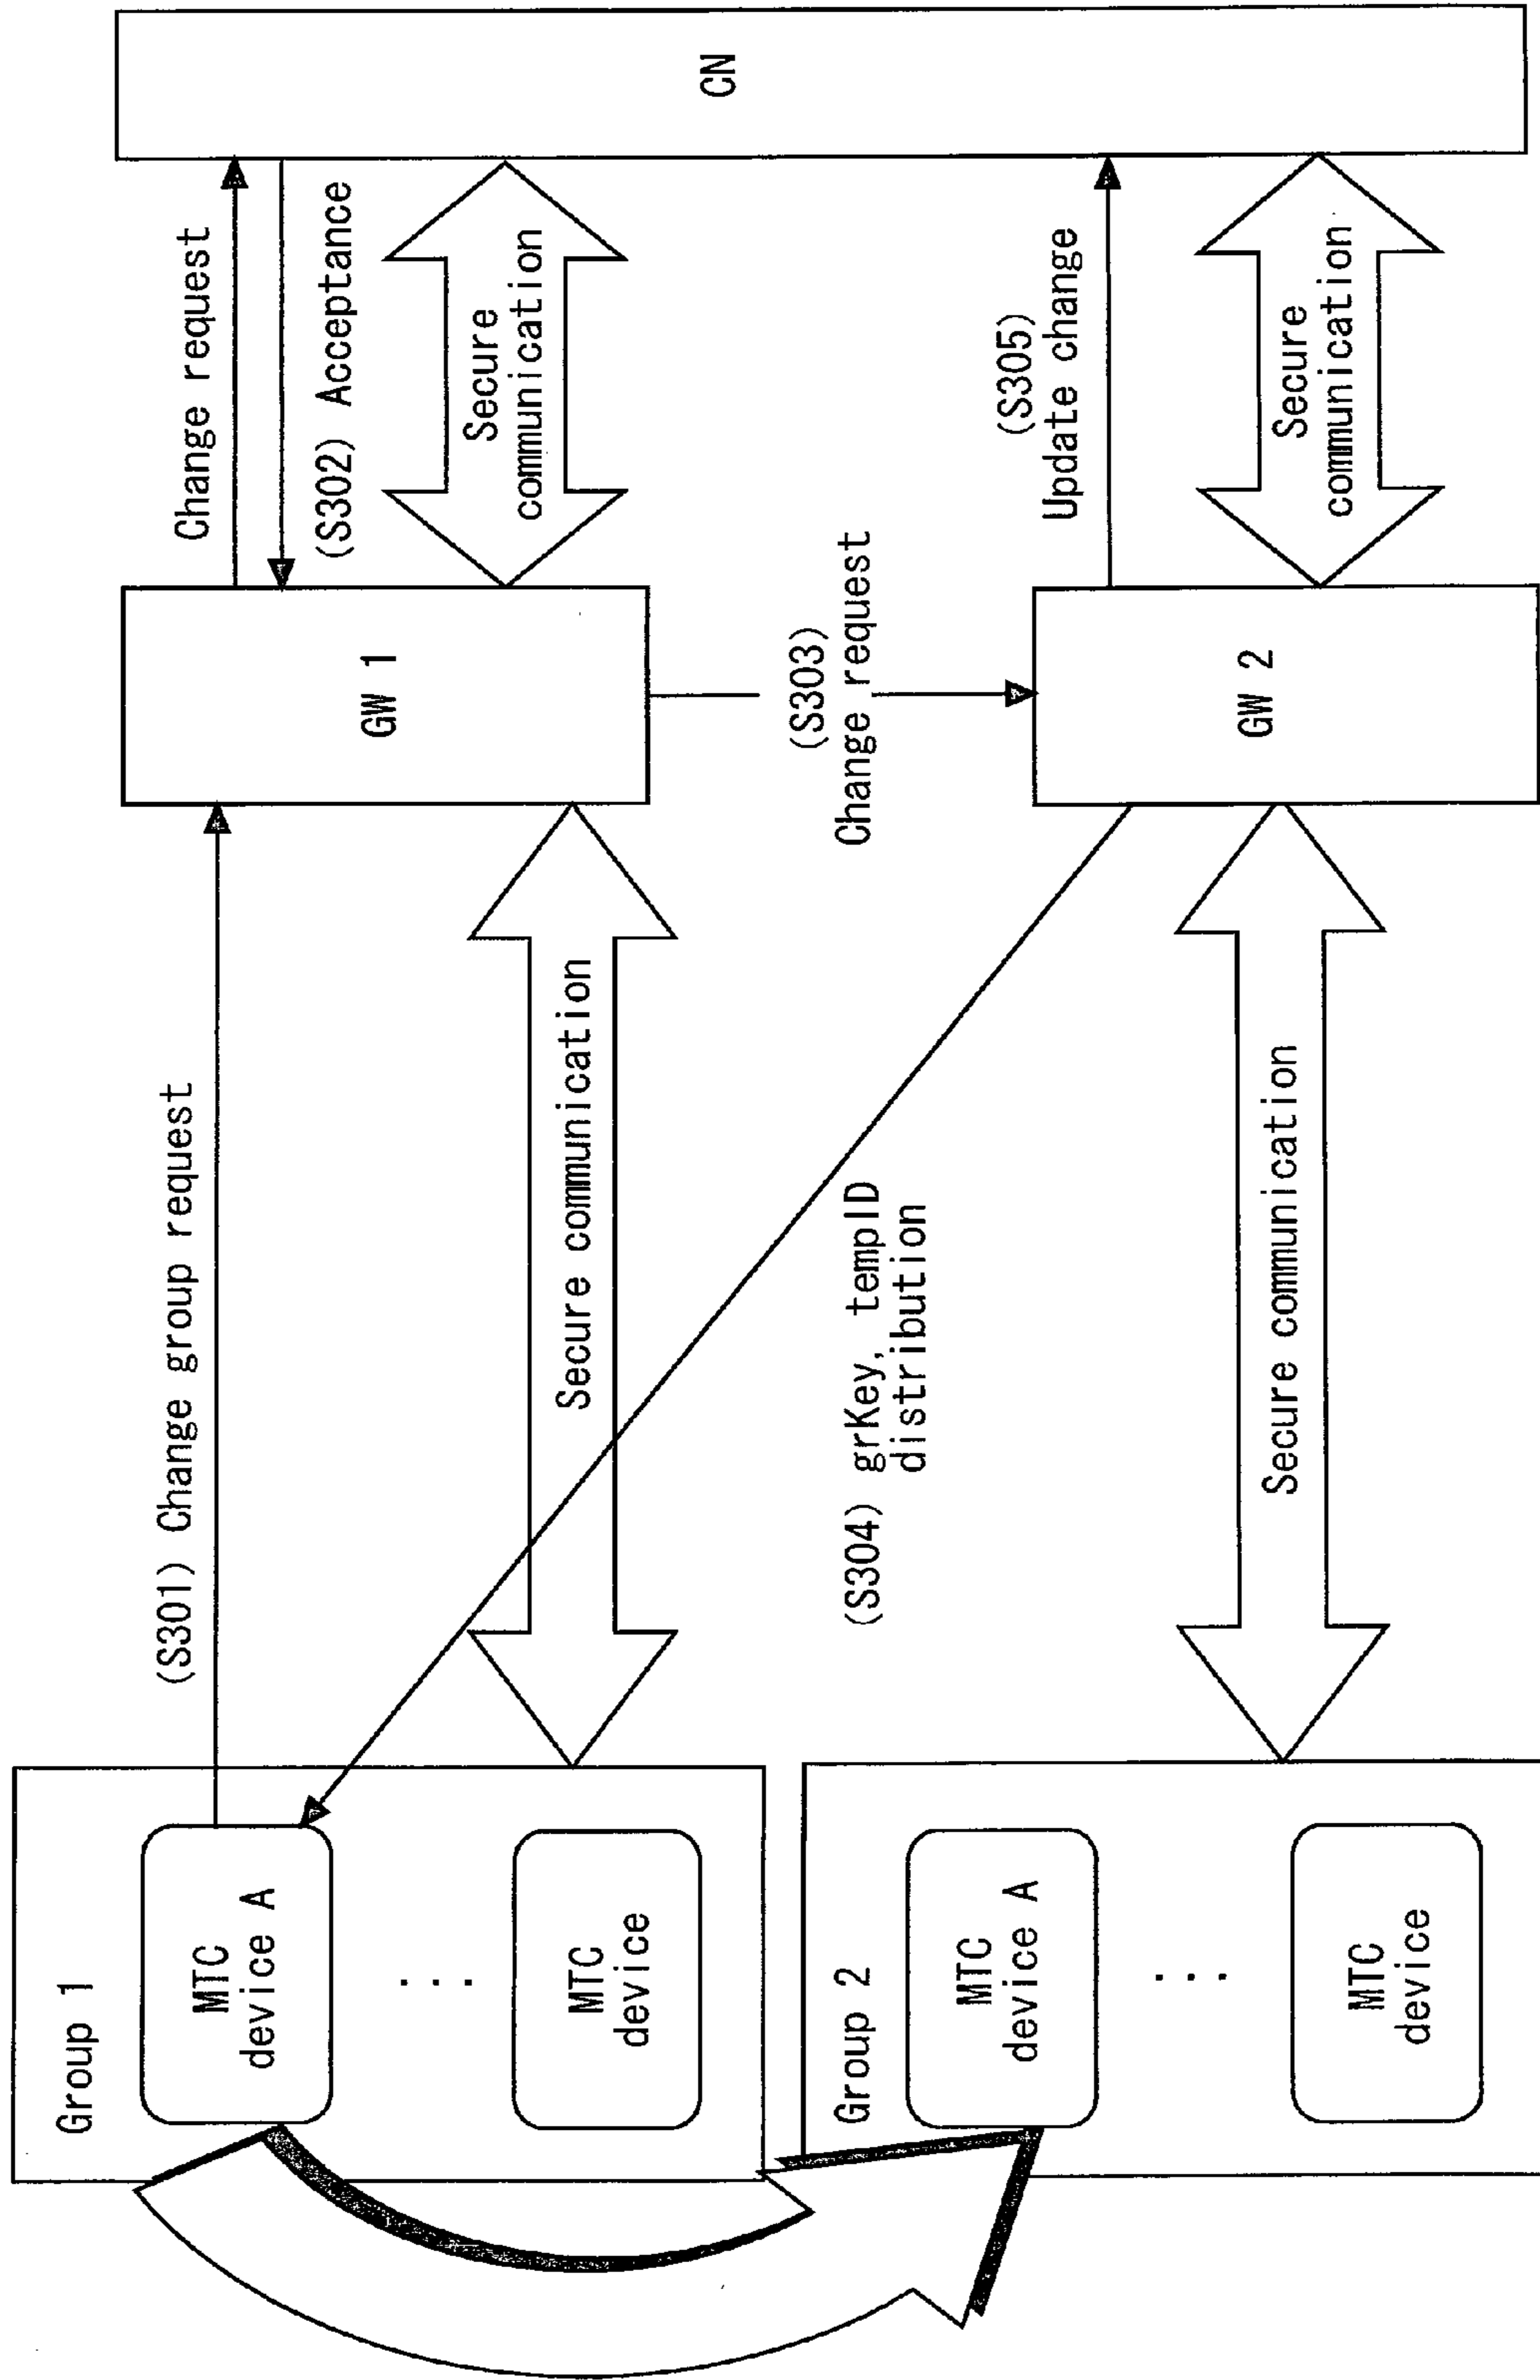 Group 1
MTC
device A
...
MTC
device
Group 2
MTC
device A
...
MTC
device
(S301) Change group request
Secure communication
(S304) grKey, tempID
distribution
Secure communication
GW 1
(S303)
Change request
GW 2
Change request
(S302) Acceptance
Secure
communication
(S305)
Update change
Secure
communication
CN